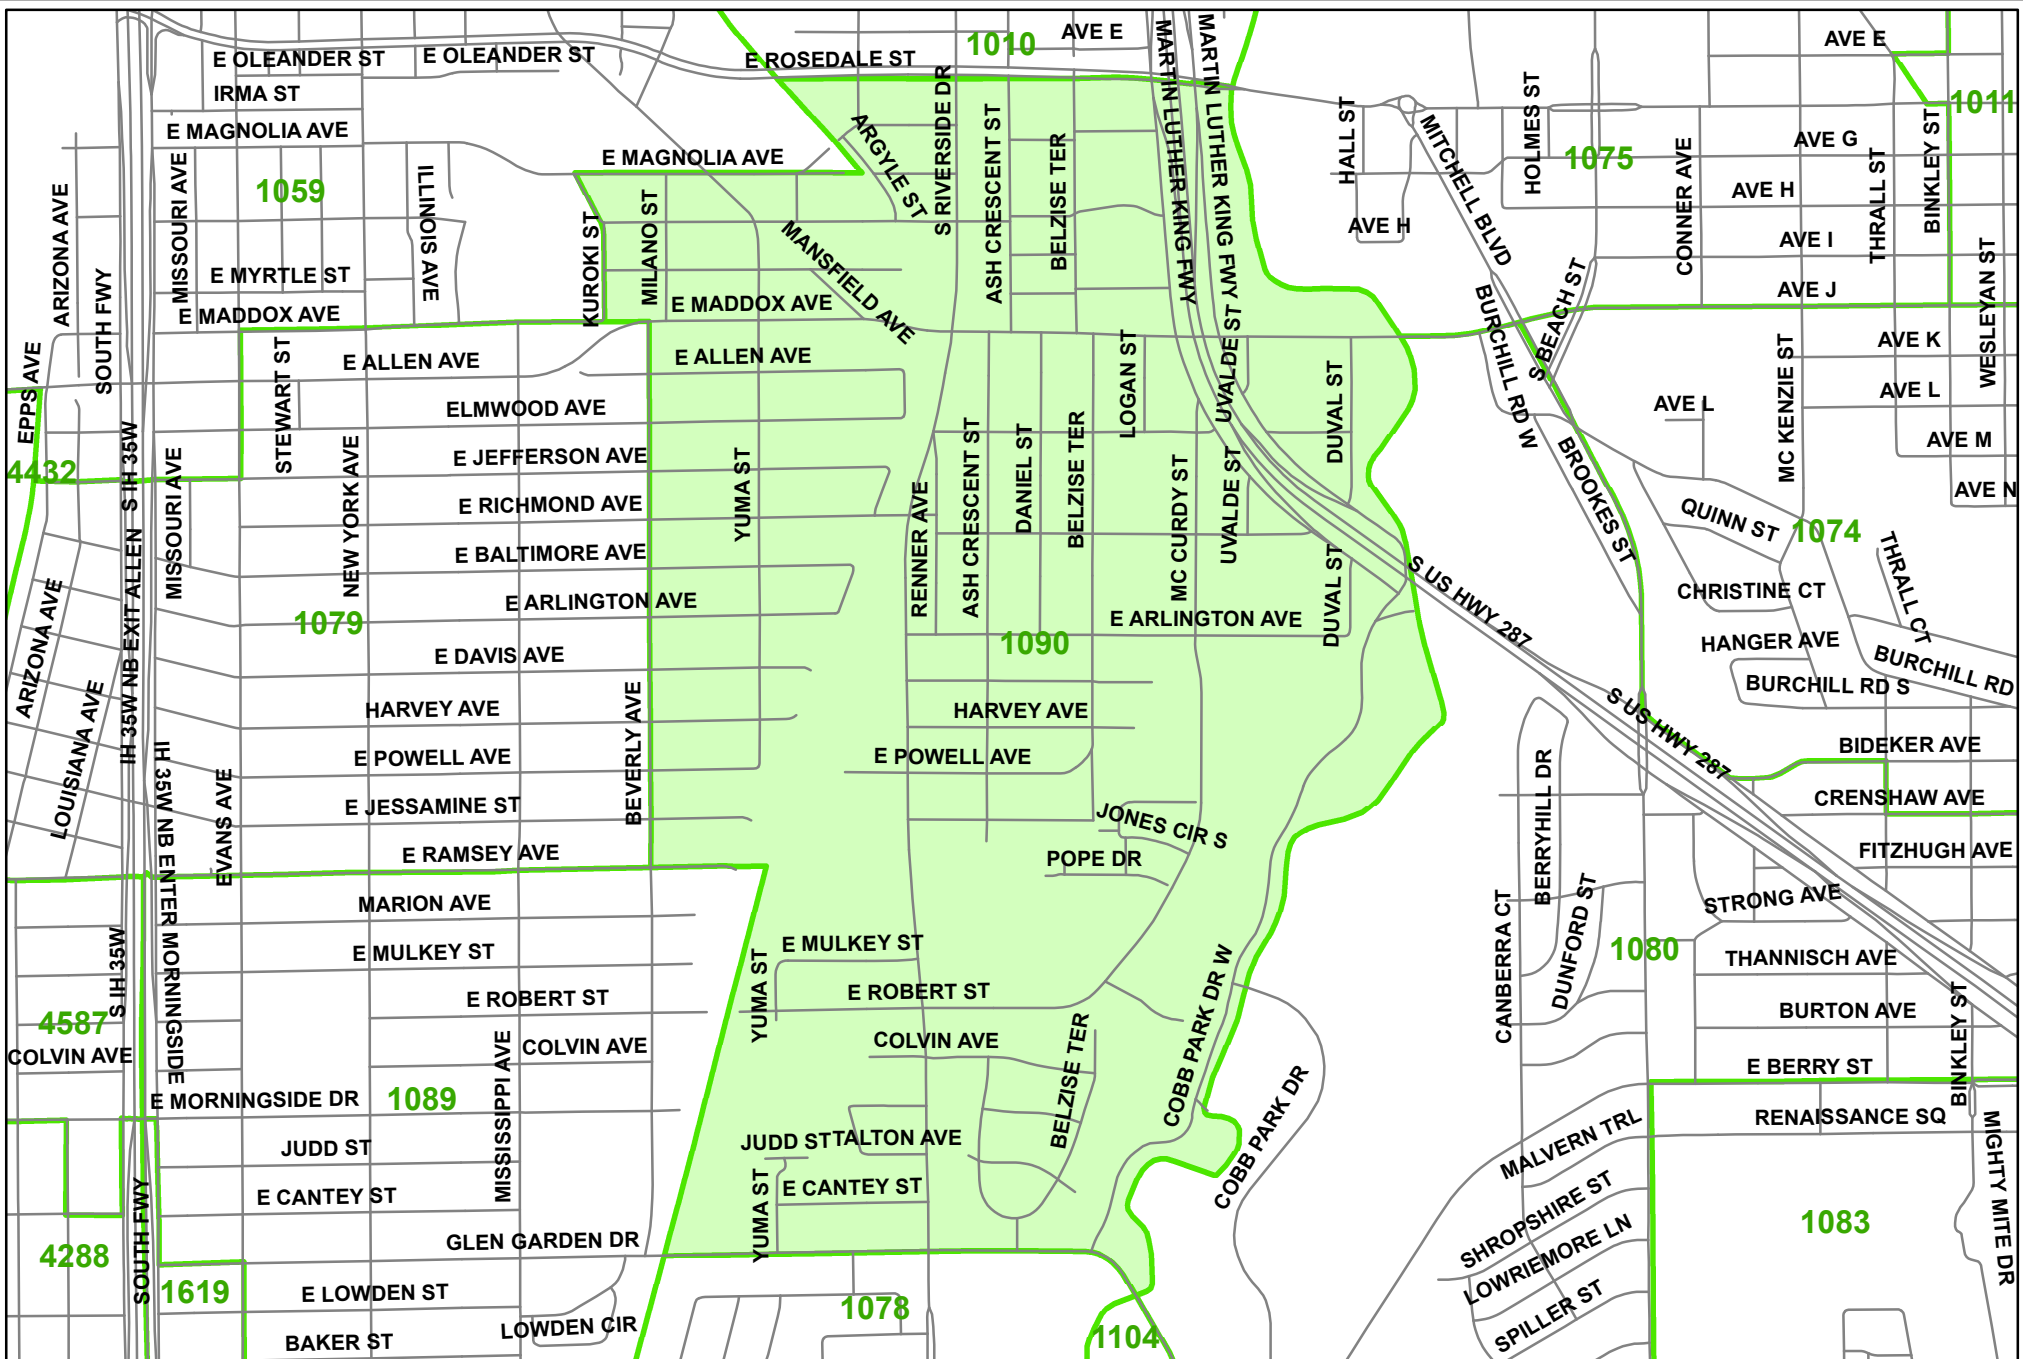 E OLEANDER ST
E OLEANDER ST
E ROSEDALE ST
1010
AVE E
MARTIN LUTHER KING FWY
MARTIN LUTHER KING FWY
AVE E
IRMA ST
E MAGNOLIA AVE
E MAGNOLIA AVE
ARGYLE ST
S RIVERSIDE DR
ASH CRESCENT ST
BELZISE TER
HALL ST
MITCHELL BLVD
HOLMES ST
1075
CONNER AVE
AVE G
THRALL ST
BINKLEY ST
1011
1059
ARIZONA AVE
MISSOURI AVE
ILLINOIS AVE
KUROKI ST
MILANO ST
MANSFIELD AVE
AVE H
AVE H
AVE I
AVE J
WESLEYAN ST
SOUTH FWY
E MYRTLE ST
E MADDOX AVE
E MADDOX AVE
UVALDE ST
BURCHILL RD W
S BEACH ST
EPPS AVE
STEWART ST
E ALLEN AVE
E ALLEN AVE
LOGAN ST
DUVAL ST
MC KENZIE ST
AVE K
AVE L
AVE L
AVE M
AVE N
ELMWOOD AVE
4432
S IH 35W
MISSOURI AVE
NEW YORK AVE
E JEFFERSON AVE
E RICHMOND AVE
E BALTIMORE AVE
E ARLINGTON AVE
YUMA ST
RENNER AVE
ASH CRESCENT ST
DANIEL ST
BELZISE TER
MC CURDY ST
UVALDE ST
DUVAL ST
E ARLINGTON AVE
1090
S US HWY 287
BROOKES ST
QUINN ST
1074
THRALL CT
CHRISTINE CT
HANGER AVE
BURCHILL RD
BURCHILL RD S
ARIZONA AVE
IH 35W NB EXIT ALLEN
1079
E DAVIS AVE
HARVEY AVE
HARVEY AVE
LOUISIANA AVE
E POWELL AVE
E POWELL AVE
BEVERLY AVE
S US HWY 287
BIDEKER AVE
CRENSHAW AVE
IH 35W NB ENTER MORNINGSIDE
EVANS AVE
E JESSAMINE ST
E RAMSEY AVE
JONES CIR S
POPE DR
BERRYHILL DR
FITZHUGH AVE
MARION AVE
CANBERRA CT
DUNFORD ST
STRONG AVE
S IH 35W
E MULKEY ST
YUMA ST
E MULKEY ST
COBB PARK DR W
1080
THANNISCH AVE
4587
E ROBERT ST
E ROBERT ST
BURTON AVE
BINKLEY ST
COLVIN AVE
MISSISSIPPI AVE
COLVIN AVE
COLVIN AVE
BELZISE TER
COBB PARK DR
E BERRY ST
E MORNINGSIDE DR
1089
MALVERN TRL
RENAISSANCE SQ
MIGHTY MITE DR
JUDD ST
JUDD ST
TALTON AVE
E CANTEY ST
YUMA ST
E CANTEY ST
SHROPSHIRE ST
1083
4288
SOUTH FWY
GLEN GARDEN DR
LOWRIEMORE LN
1619
E LOWDEN ST
1078
SPILLER ST
BAKER ST
LOWDEN CIR
1104